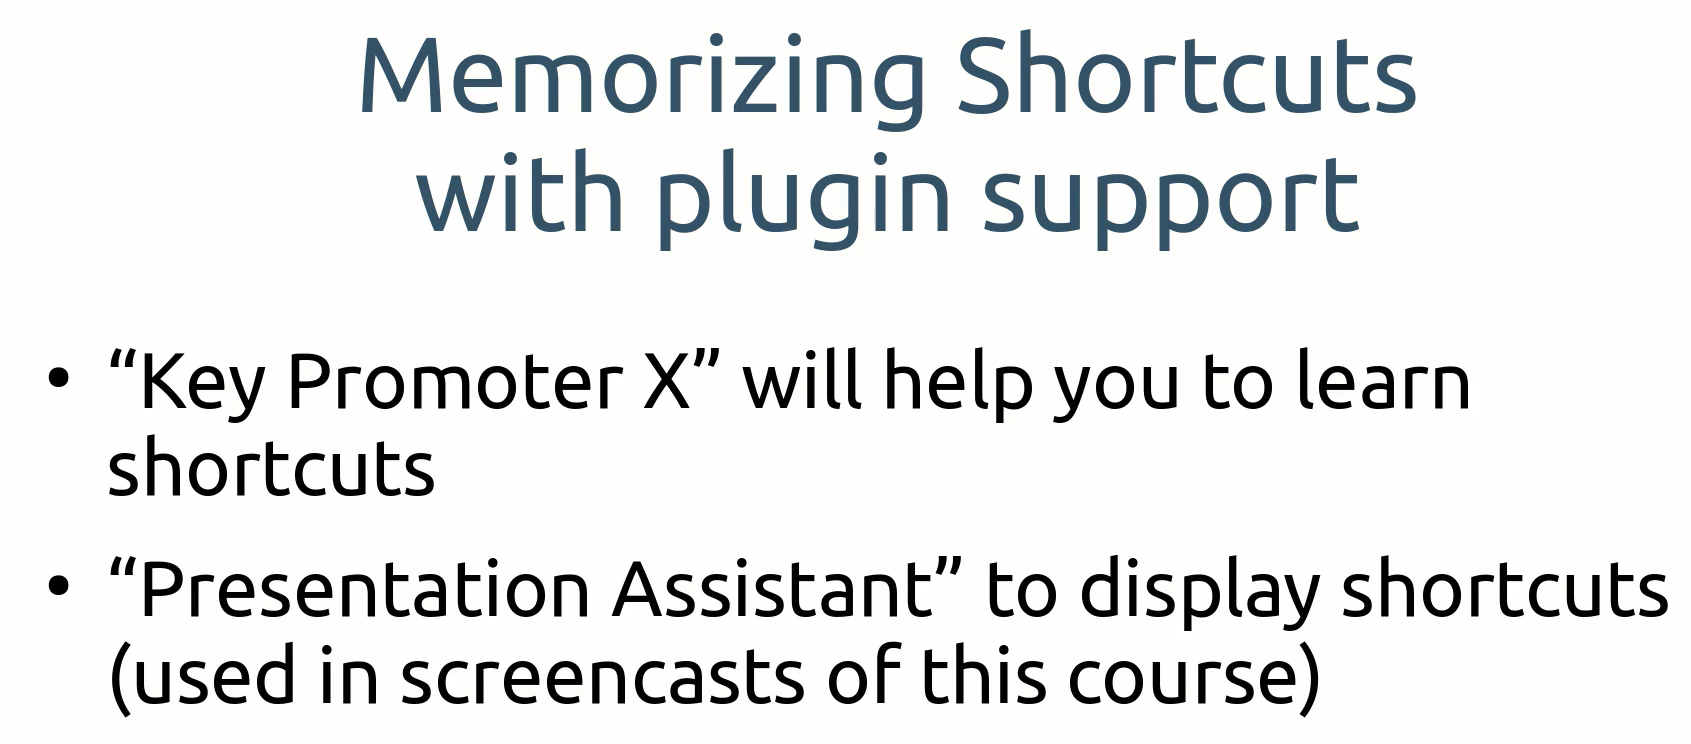 Memorizing Shortcuts
with plugin support
• “Key Promoter X” will help you to learn
shortcuts
• “Presentation Assistant” to display shortcuts
(used in screencasts of this course)